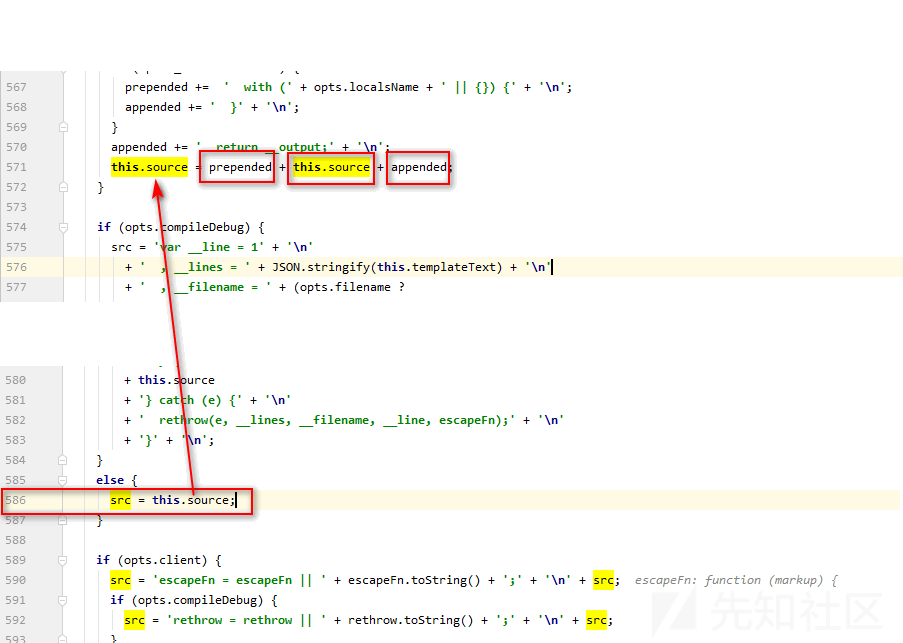 567 prepended += '  with (' + opts.localsName + ' || {}) {' + '\n';
568 appended += '  }' + '\n';
569 }
570 appended += '  return __output;' + '\n';
571 this.source = prepended + this.source + appended;
572 }
573
574 if (opts.compileDebug) {
575 src = 'var __line = 1' + '\n'
576 + '  , __lines = ' + JSON.stringify(this.templateText) + '\n'
577 + '  , __filename = ' + (opts.filename ?
580 + this.source
581 + '} catch (e) {' + '\n'
582 + '  rethrow(e, __lines, __filename, __line, escapeFn);' + '\n'
583 + '}' + '\n';
584 }
585 else {
586 src = this.source;
587 }
588
589 if (opts.client) {
590 src = 'escapeFn = escapeFn || ' + escapeFn.toString() + ';' + '\n' + src; escapeFn: function (markup) {
591 if (opts.compileDebug) {
592 src = 'rethrow = rethrow || ' + rethrow.toString() + ';' + '\n' + src;
593 }
先知社区